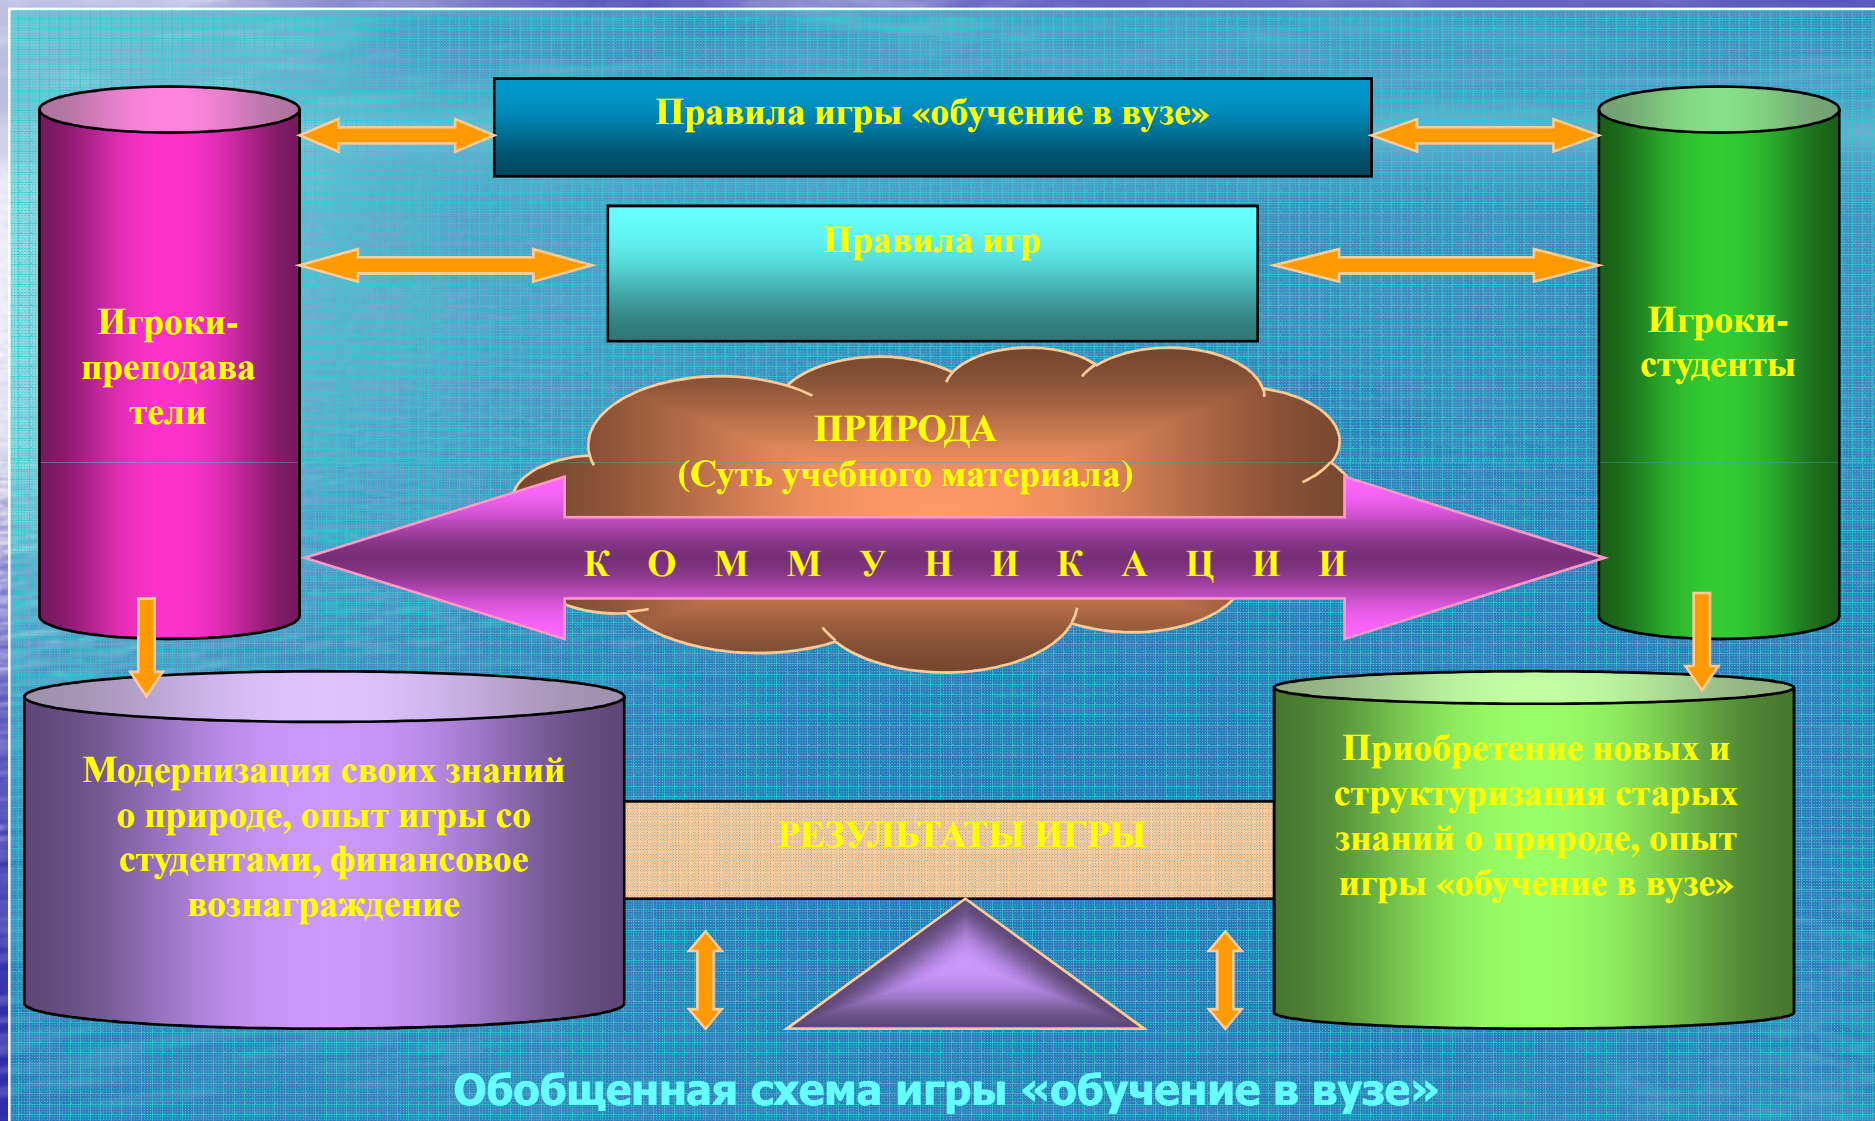 Правила игры «обучение в вузе»
Правила игр
Игроки-
преподава
тели
Игроки-
студенты
ПРИРОДА
(Суть учебного материала)
К О М М У Н И К А Ц И И
Модернизация своих знаний
о природе, опыт игры со
студентами, финансовое
вознаграждение
РЕЗУЛЬТАТЫ ИГРЫ
Приобретение новых и
структуризация старых
знаний о природе, опыт
игры «обучение в вузе»
Обобщенная схема игры «обучение в вузе»